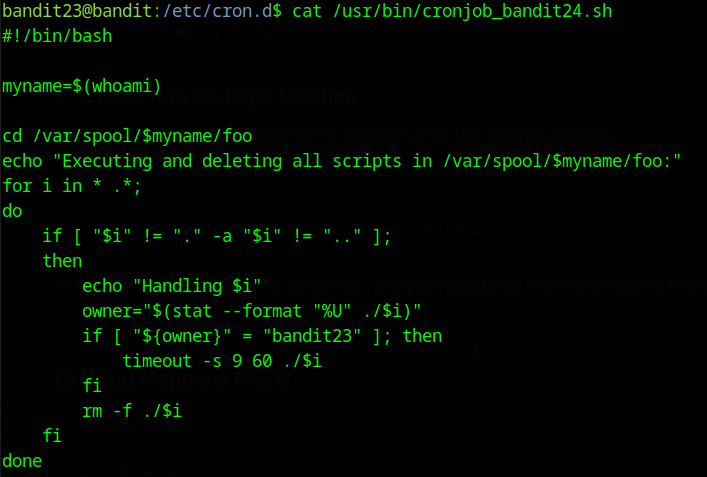 bandit23@bandit:/etc/cron.d$ cat /usr/bin/cronjob_bandit24.sh
#!/bin/bash

myname=$(whoami)

cd /var/spool/$myname/foo
echo "Executing and deleting all scripts in /var/spool/$myname/foo:"
for i in * .*;
do
    if [ "$i" != "." -a "$i" != ".." ];
    then
        echo "Handling $i"
        owner="$(stat --format "%U" ./$i)"
        if [ "${owner}" = "bandit23" ]; then
            timeout -s 9 60 ./$i
        fi
        rm -f ./$i
    fi
done